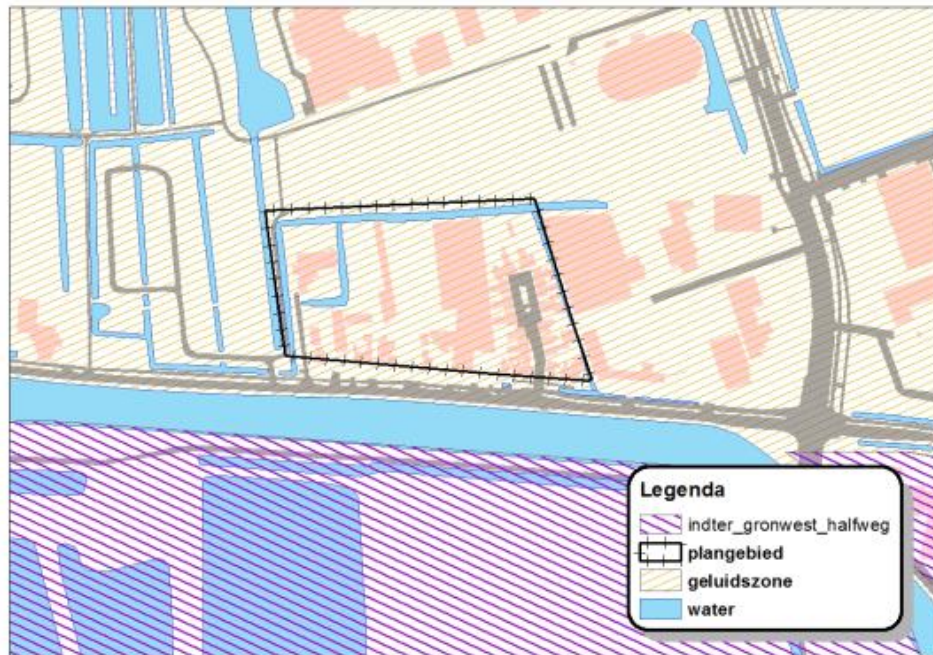 Legenda
indter_gronwest_halfweg
plangebied
geluidszone
water